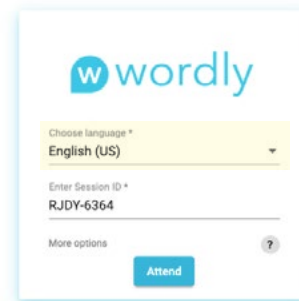 w wordly
Choose language *
English (US)
Enter Session ID *
RJDY-6364
More options
?
Attend